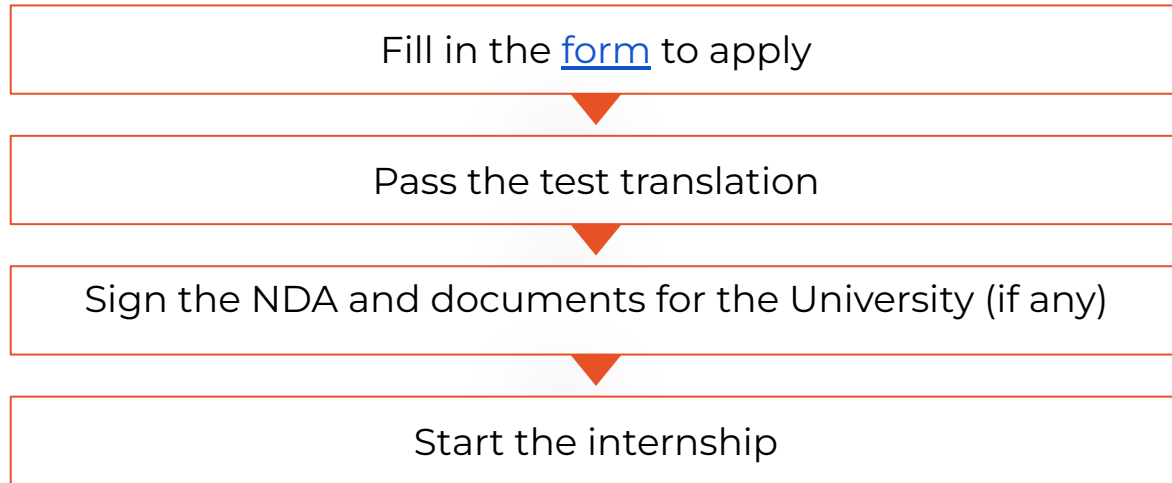 Fill in the form to apply
Pass the test translation
Sign the NDA and documents for the University (if any)
Start the internship